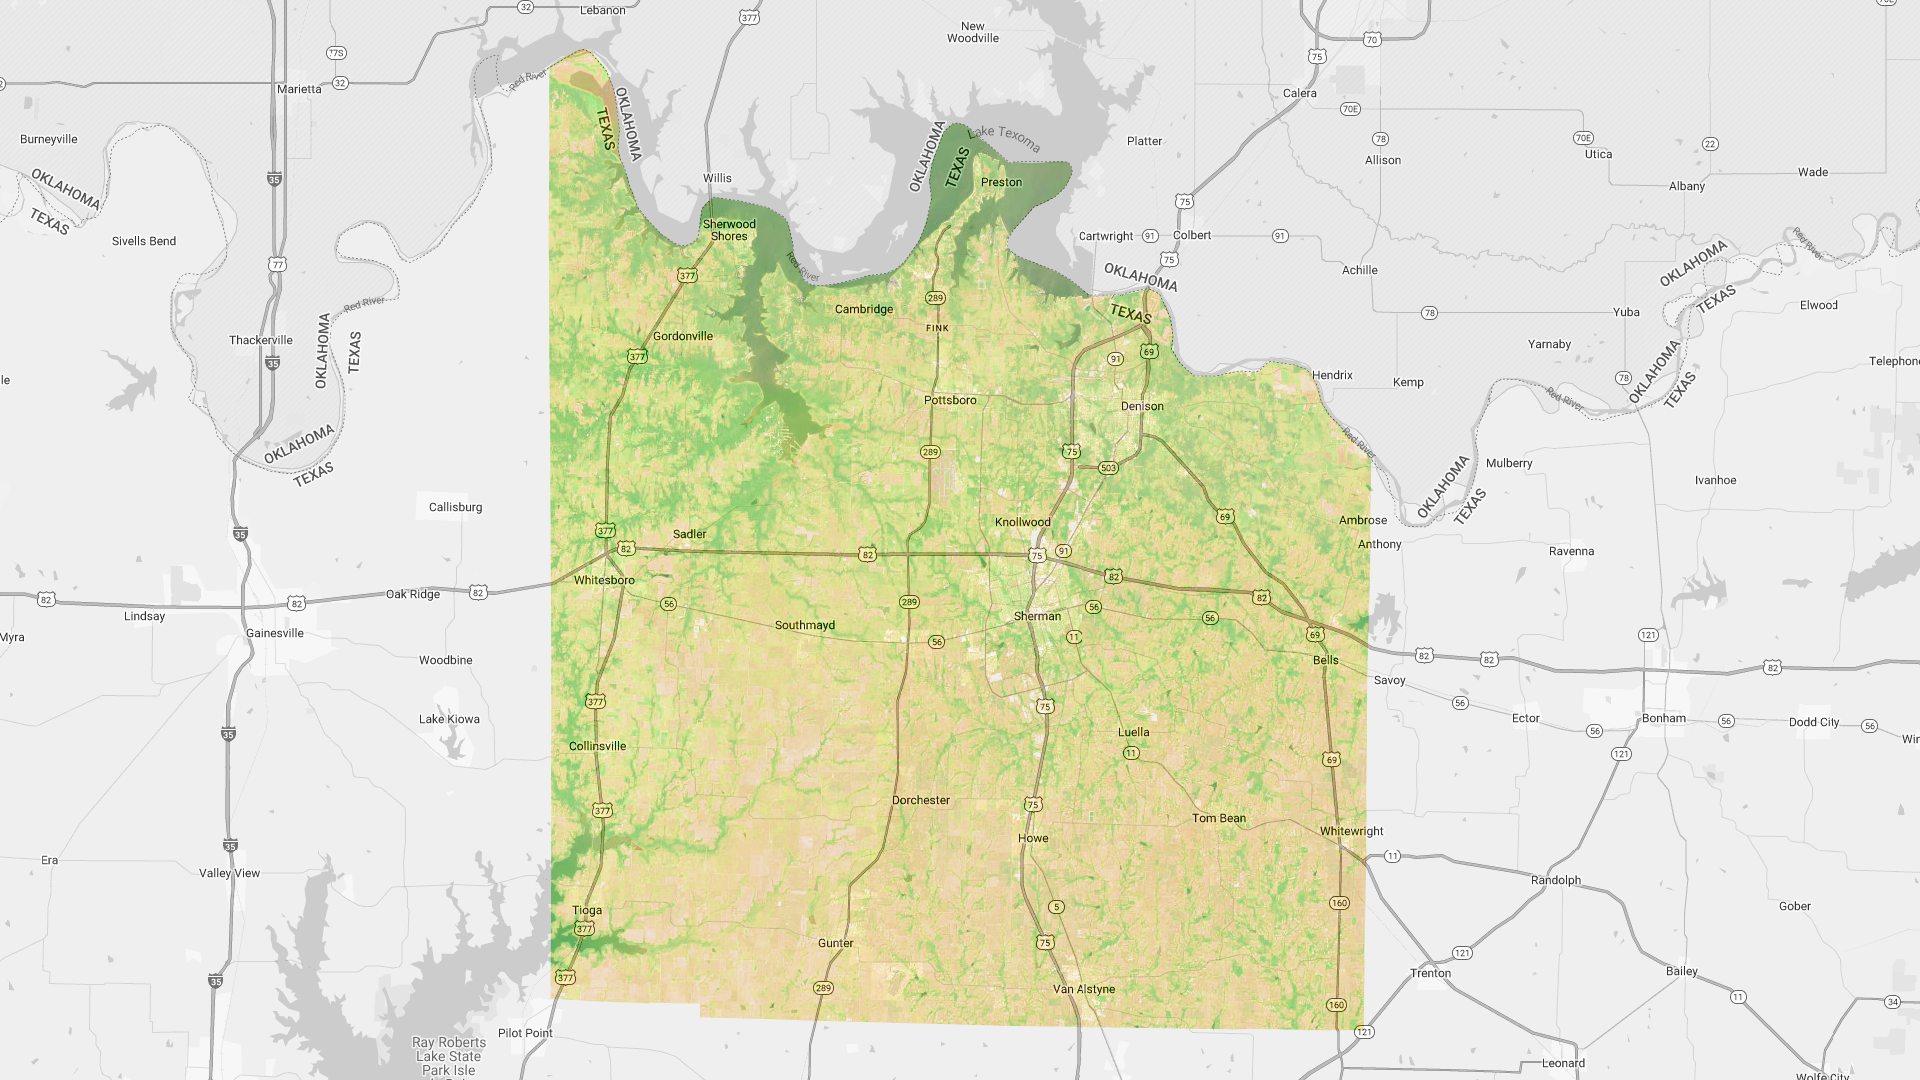 Lebanon
32
377
New
Woodville
70
75
77S
32
Marietta
Red River
Calera
70E
OKLAHOMA
TEXAS
Burneyville
OKLAHOMA
TEXAS
Lake Texoma
Platter
78
Allison
70E
Utica
22
OKLAHOMA
TEXAS
35
Willis
Preston
Albany
Wade
75
Sivells Bend
Sherwood
Shores
Cartwright
91
Colbert
91
77
377
Red River
75
Achille
OKLAHOMA
TEXAS
Red River
Red River
289
Cambridge
OKLAHOMA
TEXAS
78
Yuba
Elwood
FINK
Thackerville
35
OKLAHOMA
TEXAS
Gordonville
377
91
69
Yarnaby
Telephone
Hendrix
Kemp
78
OKLAHOMA
TEXAS
Red River
Pottsboro
Denison
OKLAHOMA
TEXAS
289
75
503
Red River
Mulberry
Ivanhoe
OKLAHOMA
TEXAS
Callisburg
35
377
Sadler
Knollwood
69
Ambrose
Anthony
Ravenna
82
82
75
91
82
Whitesboro
82
82
Lindsay
82
Oak Ridge
82
56
289
56
56
Myra
Gainesville
Southmayd
56
Sherman
11
69
121
Woodbine
Bells
82
82
82
Savoy
377
75
56
Lake Kiowa
35
Luella
Ector
56
Bonham
56
Dodd City
56
Collinsville
11
69
121
377
Dorchester
75
Howe
Tom Bean
Whitewright
35
Era
Valley View
11
Randolph
Tioga
377
5
160
Gober
Gunter
75
121
35
377
289
Van Alstyne
Trenton
Bailey
11
34
160
Pilot Point
121
Ray Roberts
Lake State
Park Isle
Leonard
Wolfe City